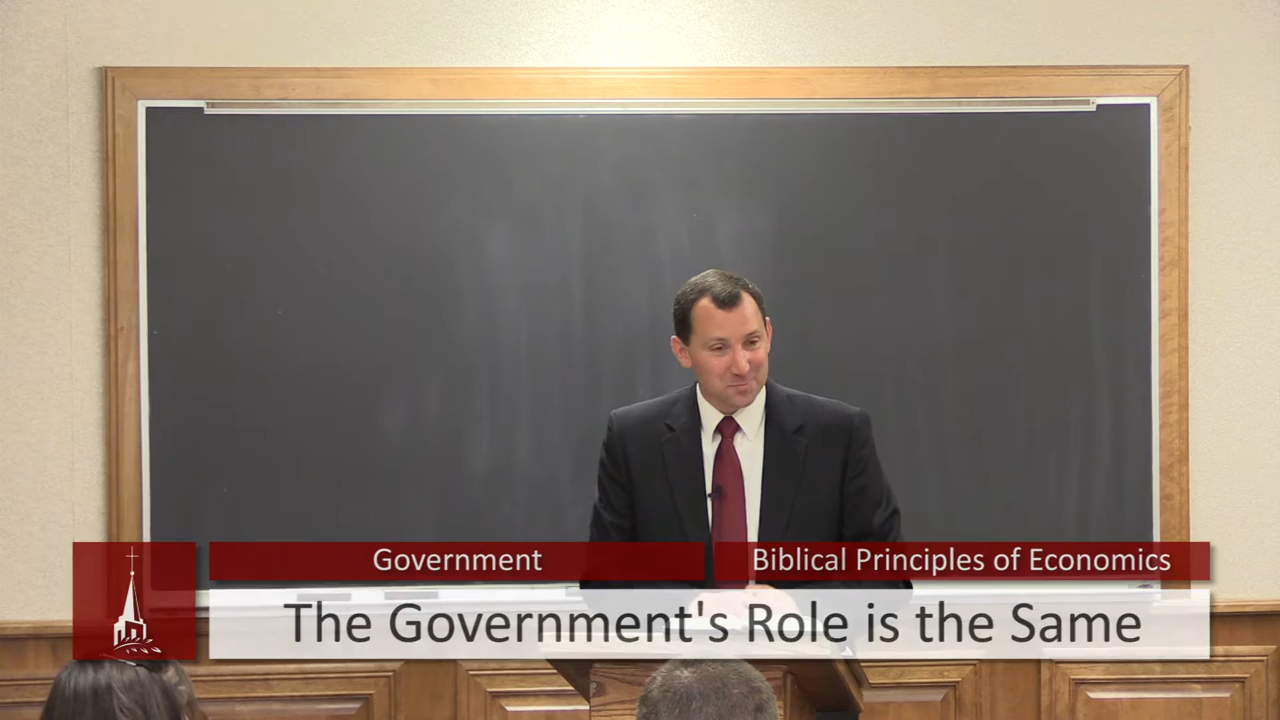 Government
Biblical Principles of Economics
The Government's Role is the Same